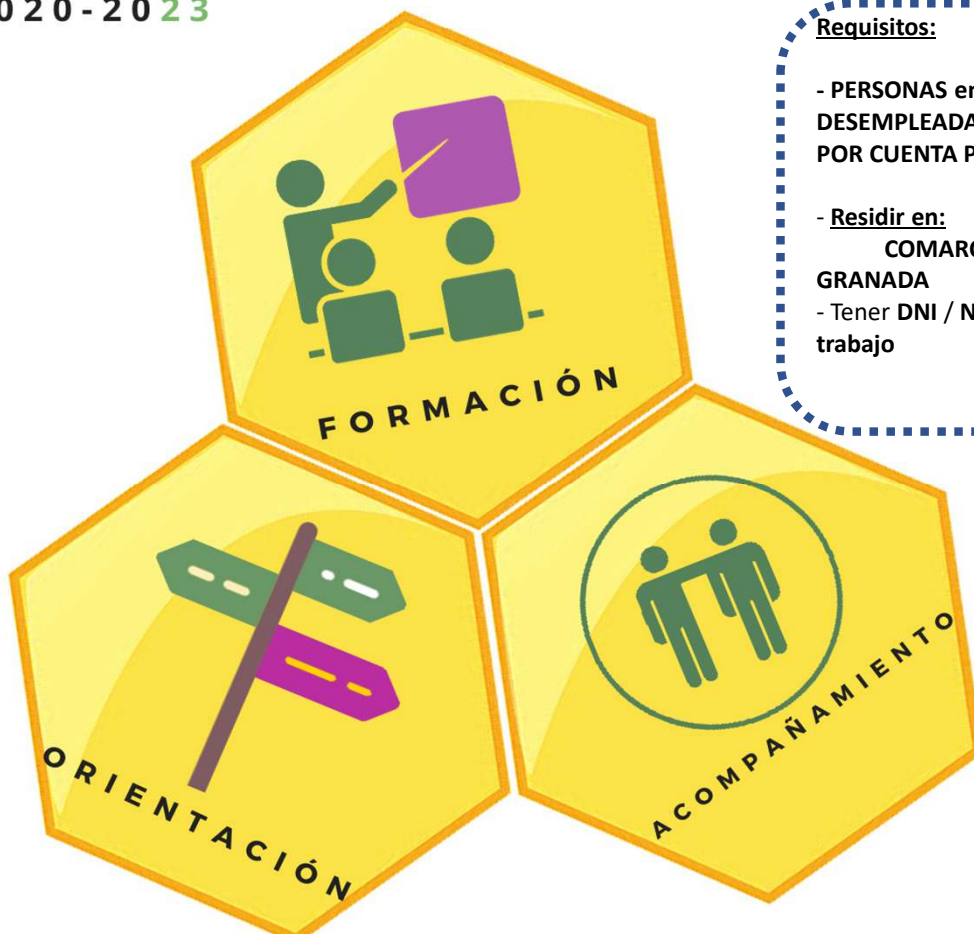 020-2023
Requisitos:
- PERSONAS en
DESEMPLEADA
POR CUENTA P
- Residir en:
COMARC
GRANADA
- Tener DNI / N
trabajo
FORMACIÓN
ORIENTACIÓN
ACOMPAÑAMIENTO